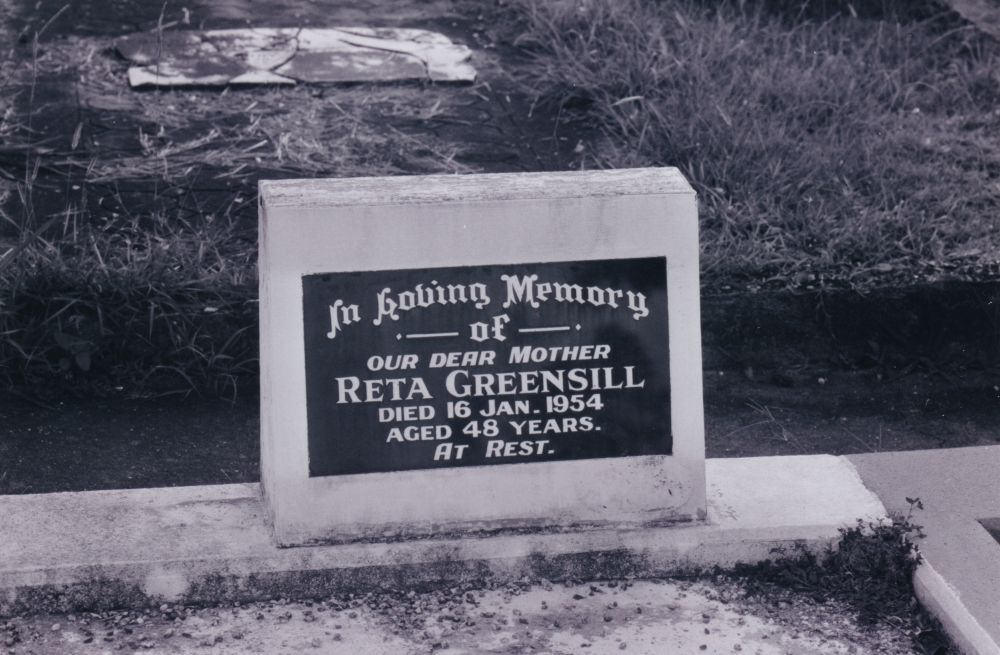 In Loving Memory
of
OUR DEAR MOTHER
RETA GREENSILL
DIED 16 JAN. 1954
AGED 48 YEARS.
AT REST.